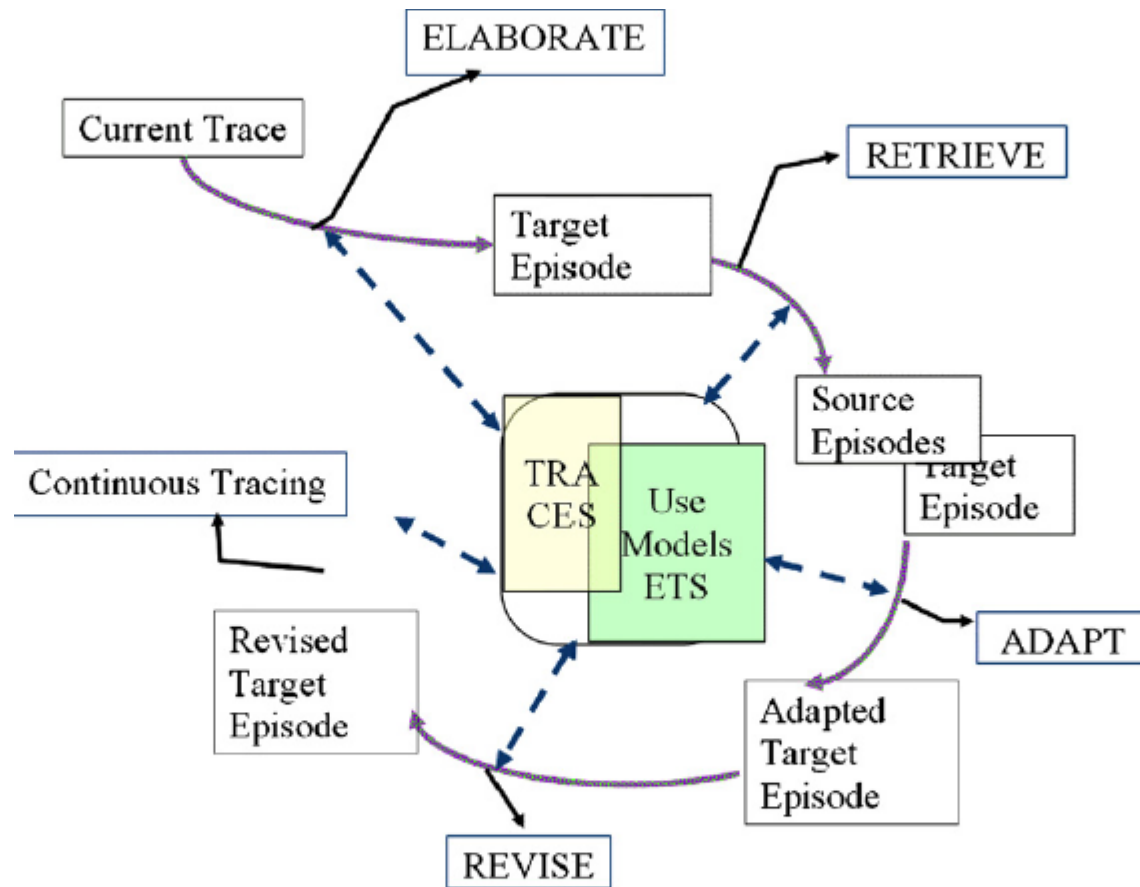 ELABORATE
Current Trace
RETRIEVE
Target
Episode
Source
Episodes
Target
Episode
TRA
CES
Use
Models
ETS
Continuous Tracing
ADAPT
Revised
Target
Episode
Adapted
Target
Episode
REVISE